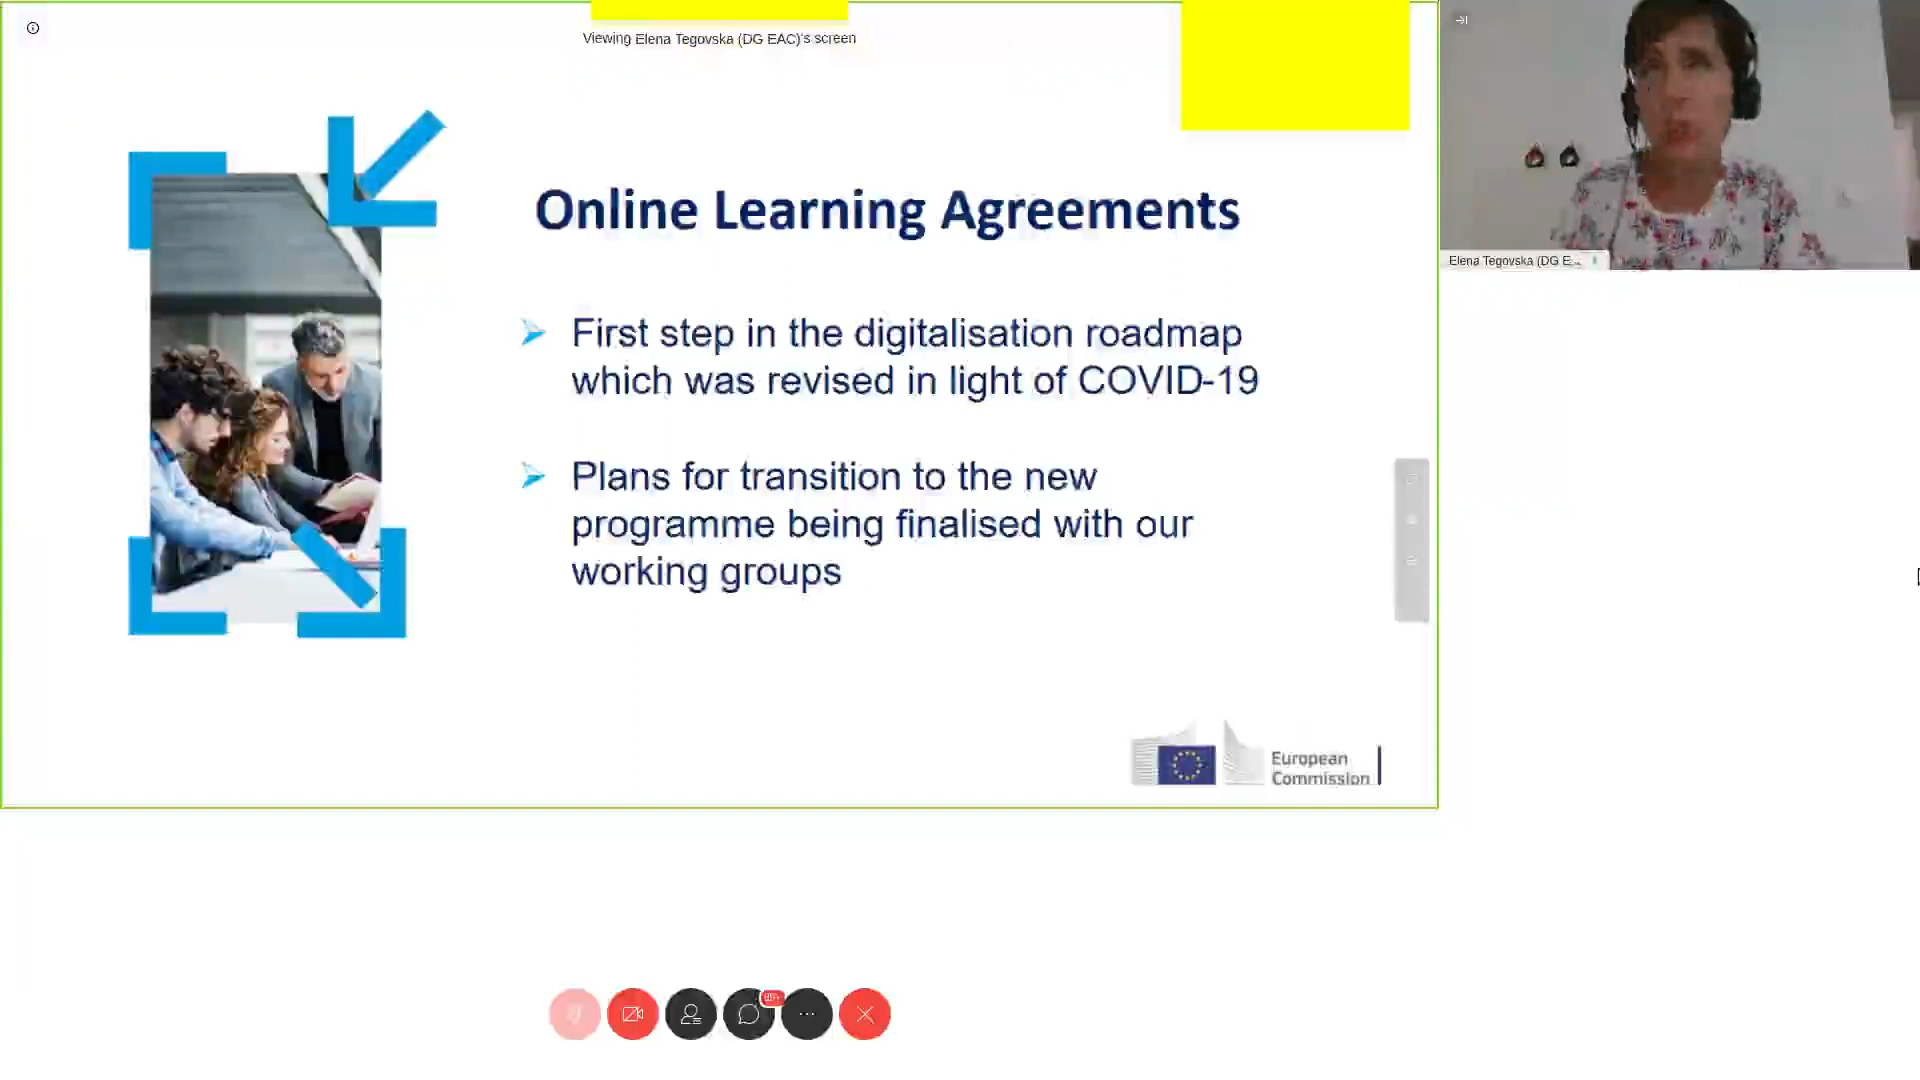 Viewing Elena Tegovska (DG EAC)'s screen
Online Learning Agreements
First step in the digitalisation roadmap
which was revised in light of COVID-19
Plans for transition to the new
programme being finalised with our
working groups
European
Commission
Elena Tegovska (DG E...